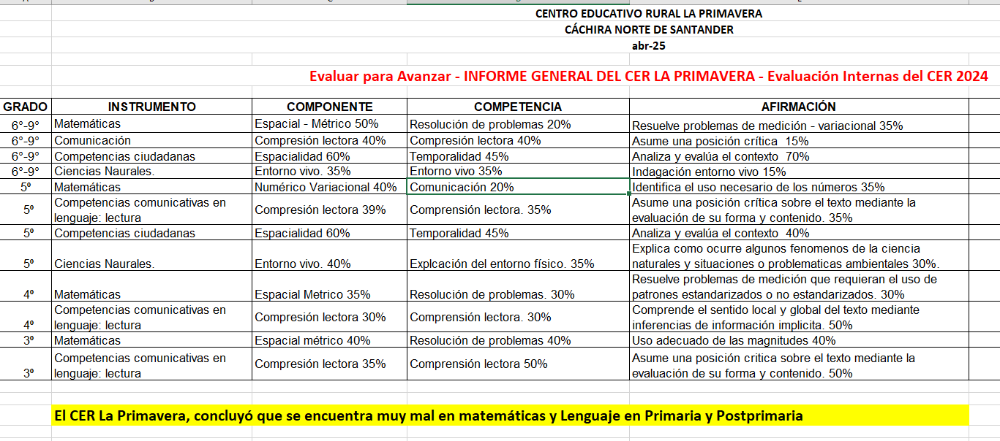 CENTRO EDUCATIVO RURAL LA PRIMAVERA
CÁCHIRA NORTE DE SANTANDER
abr-25
Evaluar para Avanzar - INFORME GENERAL DEL CER LA PRIMAVERA - Evaluación Internas del CER 2024
GRADO INSTRUMENTO COMPONENTE COMPETENCIA AFIRMACIÓN
6°-9° Matemáticas Espacial - Métrico 50% Resolución de problemas 20% Resuelve problemas de medición - variacional 35%
6°-9° Comunicación Compresión lectora 40% Compresión lectora 40% Asume una posición crítica 15%
6°-9° Competencias ciudadanas Espacialidad 60% Temporalidad 45% Analiza y evalúa el contexto 70%
6°-9° Ciencias Naurales. Entorno vivo. 35% Entorno vivo 35% Indagación entorno vivo 15%
5º Matemáticas Numérico Variacional 40% Comunicación 20% Identifica el uso necesario de los números 35%
5º Competencias comunicativas en
lenguaje: lectura Compresión lectora 39% Comprensión lectora. 35% Asume una posición crítica sobre el texto mediante la
evaluación de su forma y contenido. 35%
5º Competencias ciudadanas Espacialidad 60% Temporalidad 45% Analiza y evalúa el contexto 40%
5º Ciencias Naurales. Entorno vivo. 40% Explcación del entorno físico. 35% Explica como ocurre algunos fenomenos de la ciencia
naturales y situaciones o problematicas ambientales 30%.
4º Matemáticas Espacial Metrico 35% Resolución de problemas. 30% Resuelve problemas de medición que requieran el uso de
patrones estandarizados o no estandarizados. 30%
4º Competencias comunicativas en
lenguaje: lectura Compresión lectora 30% Comprensión lectora. 30% Comprende el sentido local y global del texto mediante
inferencias de información implicita. 50%
3º Matemáticas Espacial métrico 40% Resolución de problemas 40% Uso adecuado de las magnitudes 40%
3º Competencias comunicativas en
lenguaje: lectura Compresión lectora 35% Comprensión lectora 50% Asume una posición critica sobre el texto mediante la
evaluación de su forma y contenido. 50%
El CER La Primavera, concluyó que se encuentra muy mal en matemáticas y Lenguaje en Primaria y Postprimaria